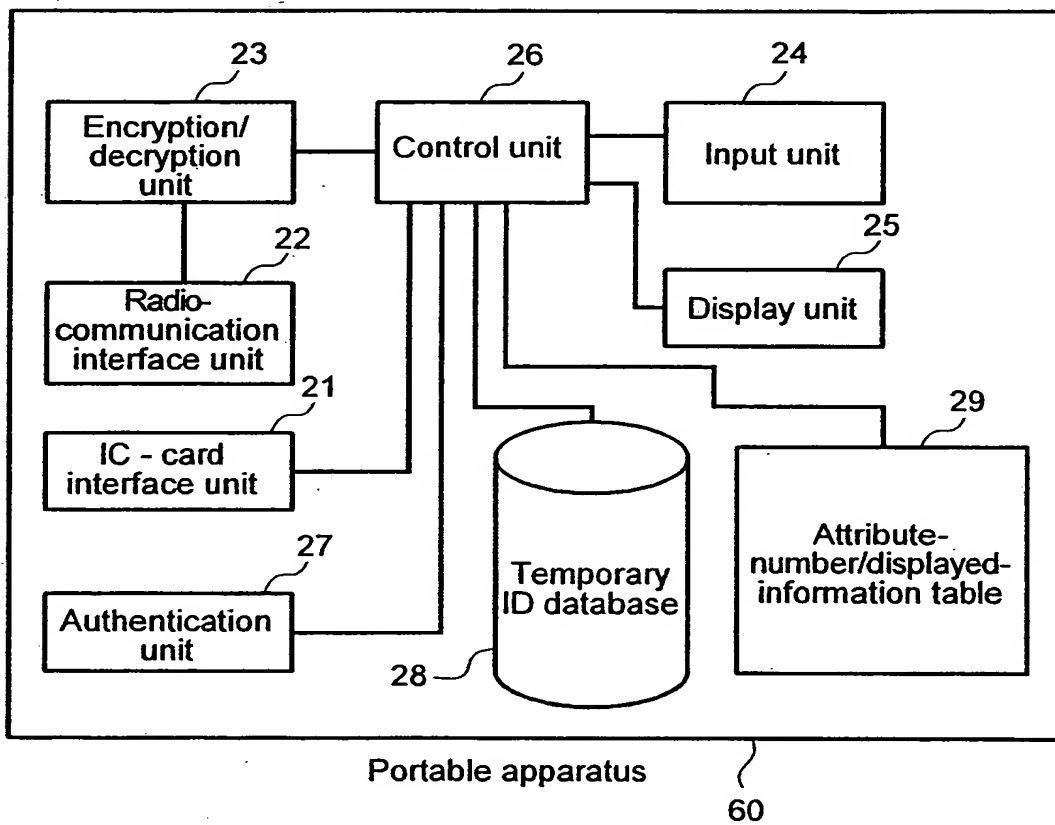 23
26
24
Encryption/
decryption
unit
Control unit
Input unit
22
25
Radio-
communication
interface unit
Display unit
21
29
IC - card
interface unit
Attribute-
number/displayed-
information table
27
Temporary
ID database
Authentication
unit
28
Portable apparatus
60